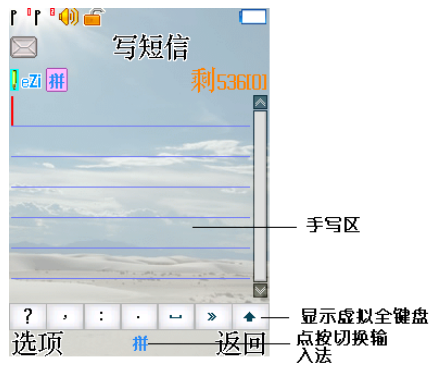 写短信
eZi 拼 剩536[0]
手写区
? , : . ⎵ »
显示虚拟全键盘
选项 拼 返回
点按切换输
入法